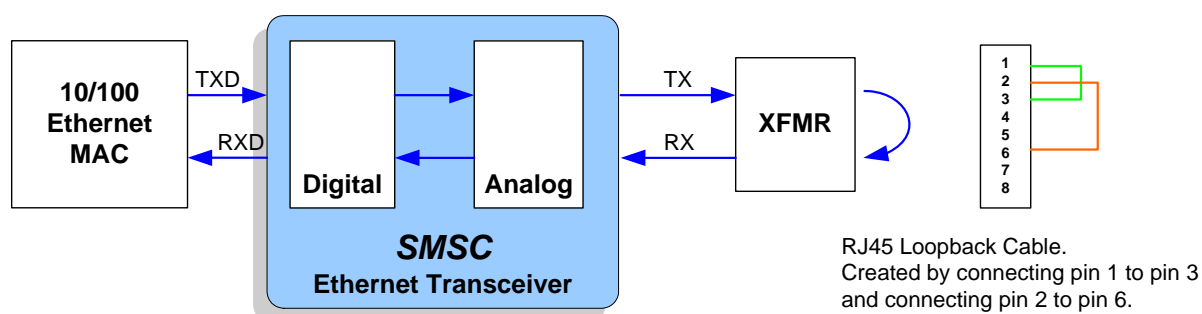 10/100
Ethernet
MAC
TXD
RXD
Digital
Analog
SMSC
Ethernet Transceiver
TX
RX
XFMR
1
2
3
4
5
6
7
8
RJ45 Loopback Cable.
Created by connecting pin 1 to pin 3
and connecting pin 2 to pin 6.